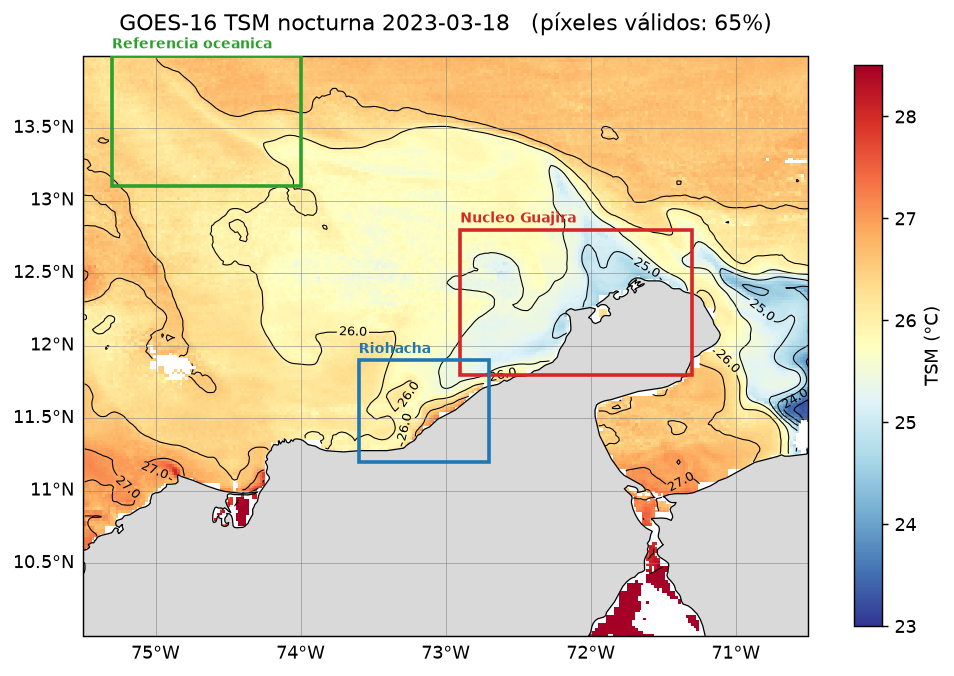 GOES-16 TSM nocturna 2023-03-18 (píxeles válidos: 65%)
Referencia oceanica
13.5°N
13°N
12.5°N
12°N
11.5°N
11°N
10.5°N
Nucleo Guajira
Riohacha
25.0
25.0
26.0
26.0
26.0
26.0
26.0
24.0
27.0
27.0
27.0
75°W
74°W
73°W
72°W
71°W
28
27
26
25
24
23
TSM (°C)